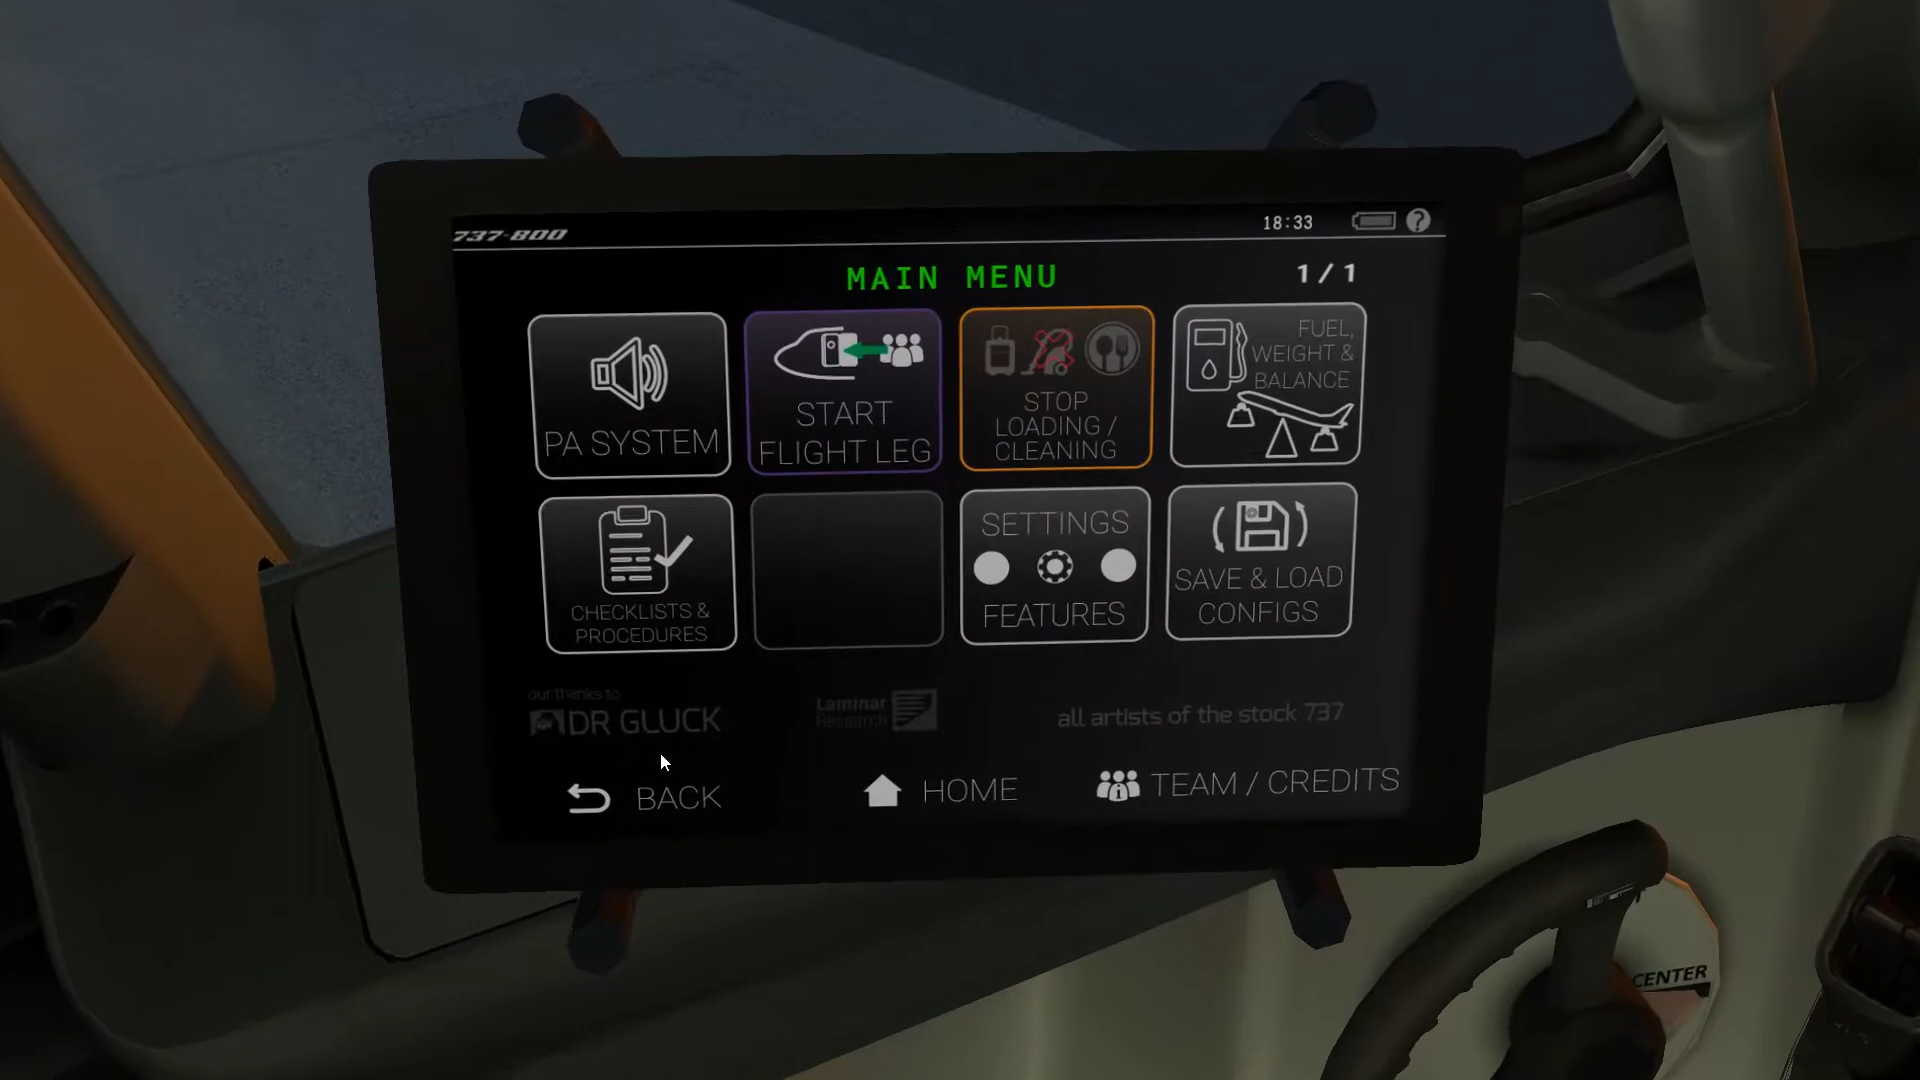 737-800
18:33
MAIN MENU
1/1
PA SYSTEM
START
FLIGHT LEG
STOP
LOADING /
CLEANING
FUEL,
WEIGHT &
BALANCE
CHECKLISTS &
PROCEDURES
SETTINGS
FEATURES
SAVE & LOAD
CONFIGS
our thanks to
DR GLUCK
Laminar
Research
all artists of the stock 737
BACK
HOME
TEAM / CREDITS
CENTER